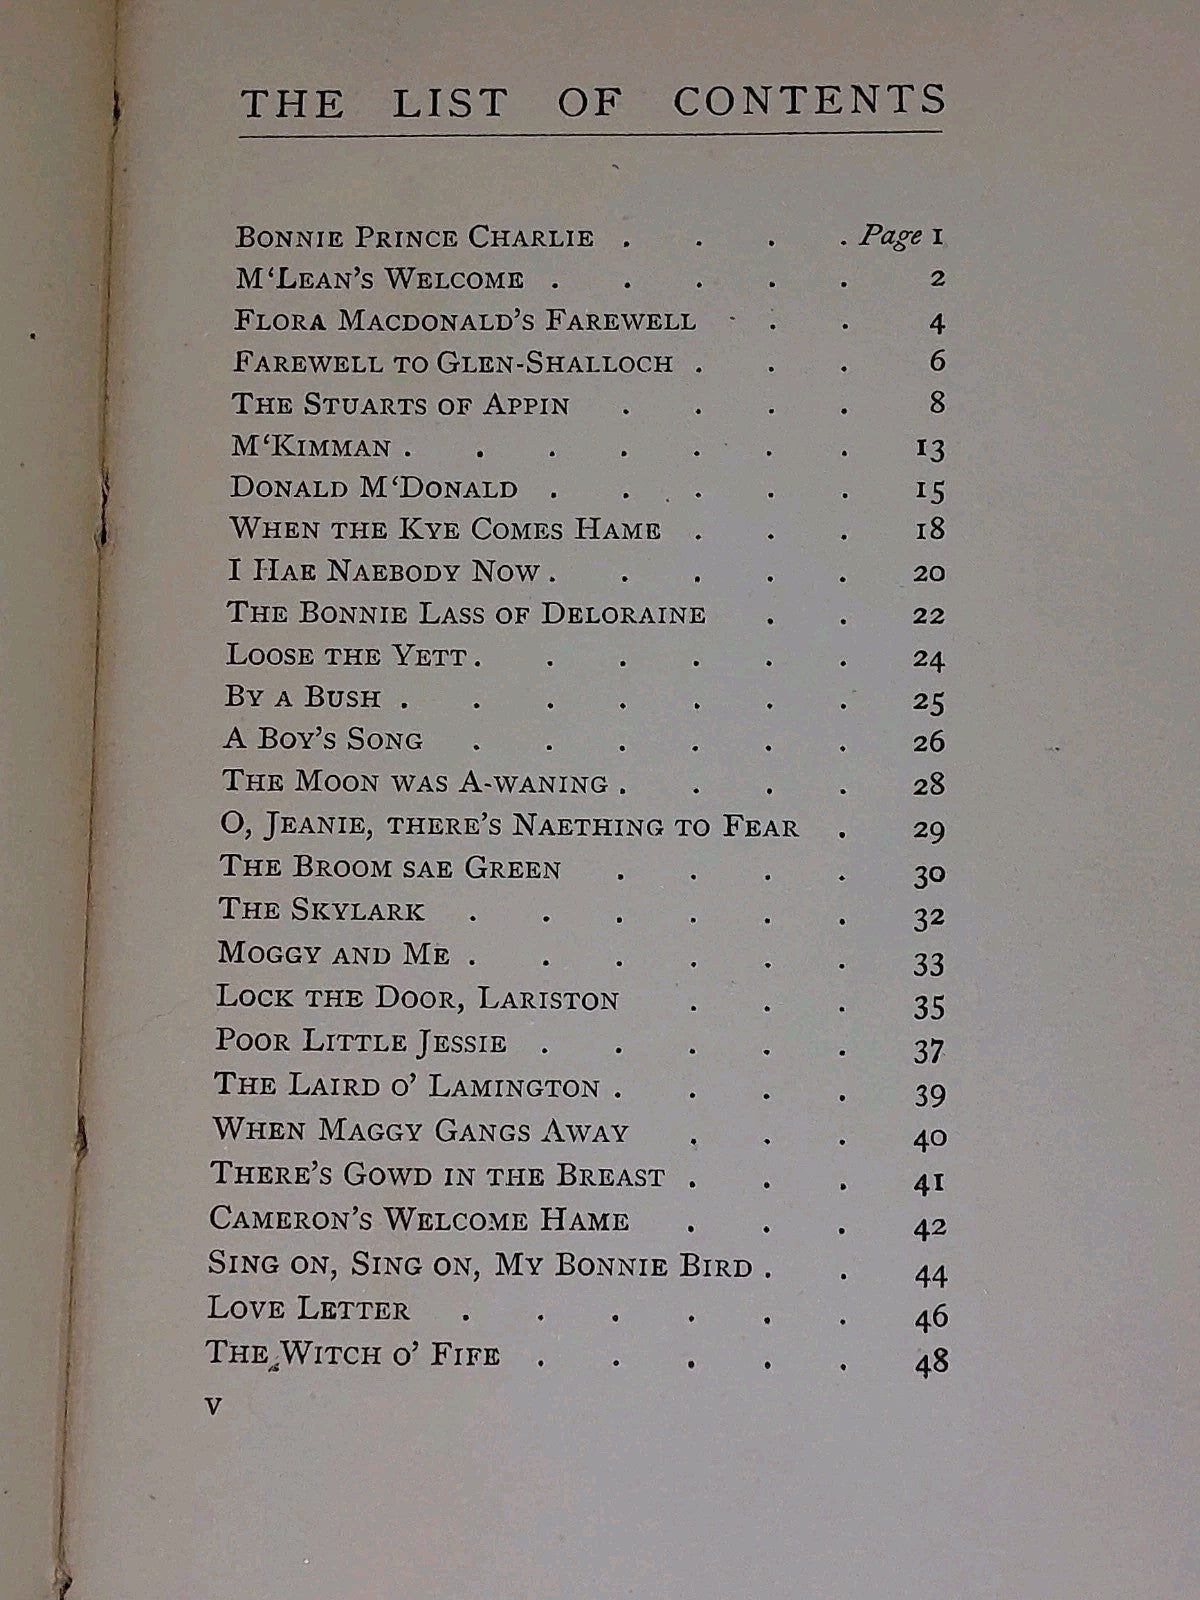 THE LIST OF CONTENTS
BONNIE PRINCE CHARLIE . . . . Page 1
M‘LEAN’S WELCOME . . . . . 2
FLORA MACDONALD’S FAREWELL . . . 4
FAREWELL TO GLEN-SHALLOCH . . . 6
THE STUARTS OF APPIN . . . . 8
M‘KIMMAN . . . . . . . 13
DONALD M‘DONALD . . . . . 15
WHEN THE KYE COMES HAME . . . 18
I HAE NAEBODY NOW . . . . . 20
THE BONNIE LASS OF DELORAINE . . 22
LOOSE THE YETT . . . . . . 24
BY A BUSH . . . . . . . 25
A BOY’S SONG . . . . . . 26
THE MOON WAS A-WANING . . . . 28
O, JEANIE, THERE’S NAETHING TO FEAR . 29
THE BROOM SAE GREEN . . . . 30
THE SKYLARK . . . . . . 32
MOGGY AND ME . . . . . . 33
LOCK THE DOOR, LARISTON . . . 35
POOR LITTLE JESSIE . . . . . 37
THE LAIRD O’ LAMINGTON . . . . 39
WHEN MAGGY GANGS AWAY . . . 40
THERE’S GOWD IN THE BREAST . . . 41
CAMERON’S WELCOME HAME . . . 42
SING ON, SING ON, MY BONNIE BIRD . . 44
LOVE LETTER . . . . . . 46
THE WITCH O’ FIFE . . . . . 48
v